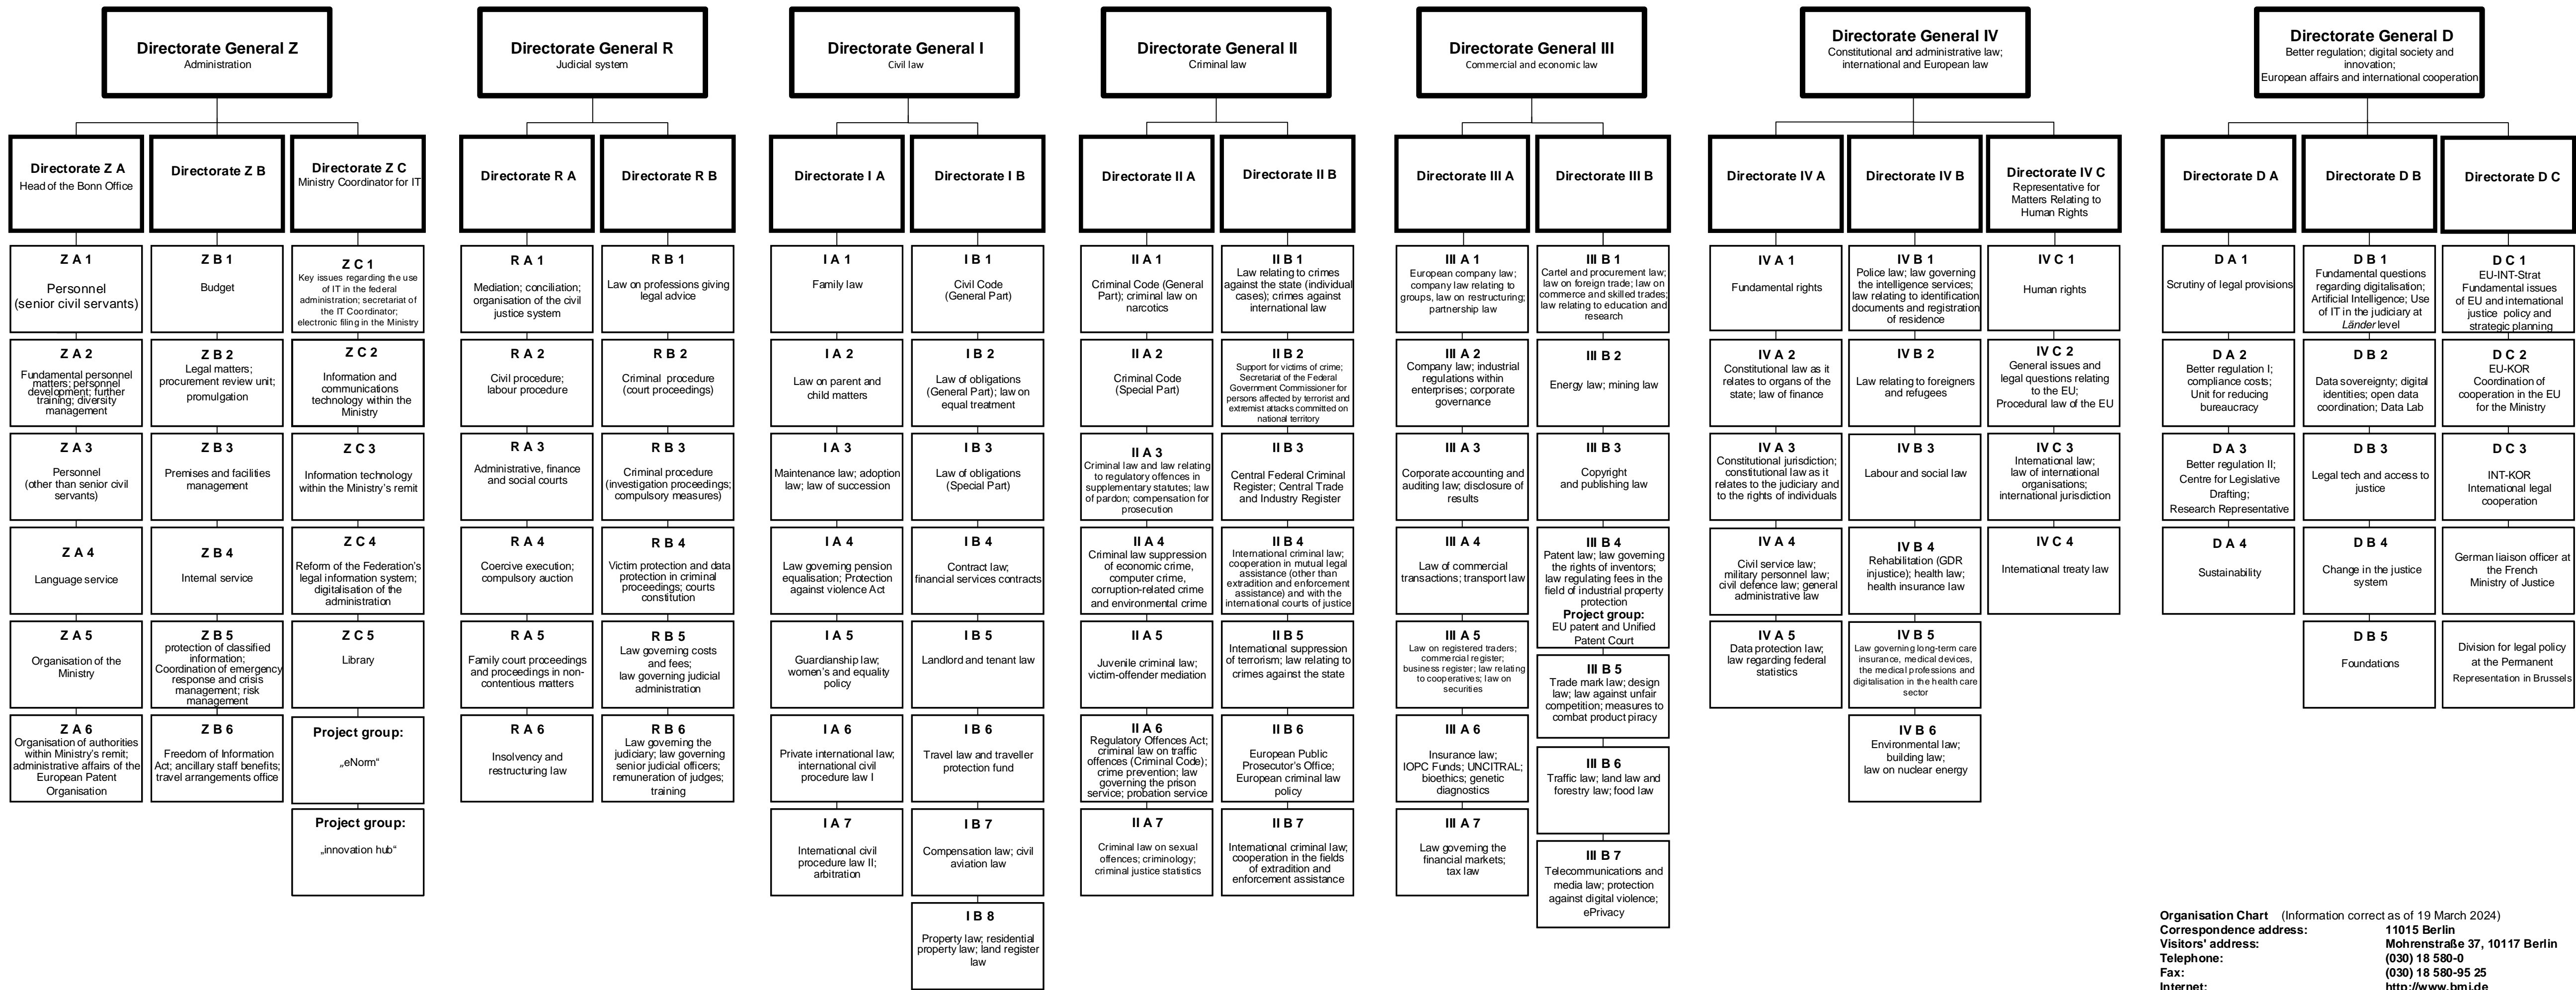 Directorate General Z
Administration
Directorate Z A
Head of the Bonn Office
Z A 1
Personnel
(senior civil servants)
Z A 2
Fundamental personnel
matters; personnel
development; further
training; diversity
management
Z A 3
Personnel
(other than senior civil
servants)
Z A 4
Language service
Z A 5
Organisation of the
Ministry
Z A 6
Organisation of authorities
within Ministry's remit;
administrative affairs of the
European Patent
Organisation
Directorate Z B
Z B 1
Budget
Z B 2
Legal matters;
procurement review unit;
promulgation
Z B 3
Premises and facilities
management
Z B 4
Internal service
Z B 5
protection of classified
information;
Coordination of emergency
response and crisis
management; risk
management
Z B 6
Freedom of Information
Act; ancillary staff benefits;
travel arrangements office
Directorate Z C
Ministry Coordinator for IT
Z C 1
Key issues regarding the use
of IT in the federal
administration; secretariat of
the IT Coordinator;
electronic filing in the Ministry
Z C 2
Information and
communications
technology within the
Ministry
Z C 3
Information technology
within the Ministry's remit
Z C 4
Reform of the Federation's
legal information system;
digitalisation of the
administration
Z C 5
Library
Project group:
„eNorm“
Project group:
„innovation hub“
Directorate General R
Judicial system
Directorate R A
R A 1
Mediation; conciliation;
organisation of the civil
justice system
R A 2
Civil procedure;
labour procedure
R A 3
Administrative, finance
and social courts
R A 4
Coercive execution;
compulsory auction
R A 5
Family court proceedings
and proceedings in non-
contentious matters
R A 6
Insolvency and
restructuring law
Directorate R B
R B 1
Law on professions giving
legal advice
R B 2
Criminal procedure
(court proceedings)
R B 3
Criminal procedure
(investigation proceedings;
compulsory measures)
R B 4
Victim protection and data
protection in criminal
proceedings; courts
constitution
R B 5
Law governing costs
and fees;
law governing judicial
administration
R B 6
Law governing the
judiciary; law governing
senior judicial officers;
remuneration of judges;
training
Directorate General I
Civil law
Directorate I A
I A 1
Family law
I A 2
Law on parent and
child matters
I A 3
Maintenance law; adoption
law; law of succession
I A 4
Law governing pension
equalisation; Protection
against violence Act
I A 5
Guardianship law;
women's and equality
policy
I A 6
Private international law;
international civil
procedure law I
I A 7
International civil
procedure law II;
arbitration
Directorate I B
I B 1
Civil Code
(General Part)
I B 2
Law of obligations
(General Part); law on
equal treatment
I B 3
Law of obligations
(Special Part)
I B 4
Contract law;
financial services contracts
I B 5
Landlord and tenant law
I B 6
Travel law and traveller
protection fund
I B 7
Compensation law; civil
aviation law
I B 8
Property law; residential
property law; land register
law
Directorate General II
Criminal law
Directorate II A
II A 1
Criminal Code (General
Part); criminal law on
narcotics
II A 2
Criminal Code
(Special Part)
II A 3
Criminal law and law relating
to regulatory offences in
supplementary statutes; law
of pardon; compensation for
prosecution
II A 4
Criminal law suppression
of economic crime,
computer crime,
corruption-related crime
and environmental crime
II A 5
Juvenile criminal law;
victim-offender mediation
II A 6
Regulatory Offences Act;
criminal law on traffic
offences (Criminal Code);
crime prevention; law
governing the prison
service; probation service
II A 7
Criminal law on sexual
offences; criminology;
criminal justice statistics
Directorate II B
II B 1
Law relating to crimes
against the state (individual
cases); crimes against
international law
II B 2
Support for victims of crime;
Secretariat of the Federal
Government Commissioner for
persons affected by terrorist and
extremist attacks committed on
national territory
II B 3
Central Federal Criminal
Register; Central Trade
and Industry Register
II B 4
International criminal law;
cooperation in mutual legal
assistance (other than
extradition and enforcement
assistance) and with the
international courts of justice
II B 5
International suppression
of terrorism; law relating to
crimes against the state
II B 6
European Public
Prosecutor's Office;
European criminal law
policy
II B 7
International criminal law;
cooperation in the fields
of extradition and
enforcement assistance
Directorate General III
Commercial and economic law
Directorate III A
III A 1
European company law;
company law relating to
groups, law on restructuring;
partnership law
III A 2
Company law; industrial
regulations within
enterprises; corporate
governance
III A 3
Corporate accounting and
auditing law; disclosure of
results
III A 4
Law of commercial
transactions; transport law
III A 5
Law on registered traders;
commercial register;
business register; law relating
to cooperatives; law on
securities
III A 6
Insurance law;
IOPC Funds; UNCITRAL;
bioethics; genetic
diagnostics
III A 7
Law governing the
financial markets;
tax law
Directorate III B
III B 1
Cartel and procurement law;
law on foreign trade; law on
commerce and skilled trades;
law relating to education and
research
III B 2
Energy law; mining law
III B 3
Copyright
and publishing law
III B 4
Patent law; law governing
the rights of inventors;
law regulating fees in the
field of industrial property
protection
Project group:
EU patent and Unified
Patent Court
III B 5
Trade mark law; design
law; law against unfair
competition; measures to
combat product piracy
III B 6
Traffic law; land law and
forestry law; food law
III B 7
Telecommunications and
media law; protection
against digital violence;
ePrivacy
Directorate General IV
Constitutional and administrative law;
international and European law
Directorate IV A
IV A 1
Fundamental rights
IV A 2
Constitutional law as it
relates to organs of the
state; law of finance
IV A 3
Constitutional jurisdiction;
constitutional law as it
relates to the judiciary and
to the rights of individuals
IV A 4
Civil service law;
military personnel law;
civil defence law; general
administrative law
IV A 5
Data protection law;
law regarding federal
statistics
Directorate IV B
IV B 1
Police law; law governing
the intelligence services;
law relating to identification
documents and registration
of residence
IV B 2
Law relating to foreigners
and refugees
IV B 3
Labour and social law
IV B 4
Rehabilitation (GDR
injustice); health law;
health insurance law
IV B 5
Law governing long-term care
insurance, medical devices,
the medical professions and
digitalisation in the health care
sector
IV B 6
Environmental law;
building law;
law on nuclear energy
Directorate IV C
Representative for
Matters Relating to
Human Rights
IV C 1
Human rights
IV C 2
General issues and
legal questions relating
to the EU;
Procedural law of the EU
IV C 3
International law;
law of international
organisations;
international jurisdiction
IV C 4
International treaty law
Directorate General D
Better regulation; digital society and
innovation;
European affairs and international cooperation
Directorate D A
D A 1
Scrutiny of legal provisions
D A 2
Better regulation I;
compliance costs;
Unit for reducing
bureaucracy
D A 3
Better regulation II;
Centre for Legislative
Drafting;
Research Representative
D A 4
Sustainability
Directorate D B
D B 1
Fundamental questions
regarding digitalisation;
Artificial Intelligence; Use
of IT in the judiciary at
Länder level
D B 2
Data sovereignty; digital
identities; open data
coordination; Data Lab
D B 3
Legal tech and access to
justice
D B 4
Change in the justice
system
D B 5
Foundations
Directorate D C
D C 1
EU-INT-Strat
Fundamental issues
of EU and international
justice policy and
strategic planning
D C 2
EU-KOR
Coordination of
cooperation in the EU
for the Ministry
D C 3
INT-KOR
International legal
cooperation
German liaison officer at
the French
Ministry of Justice
Division for legal policy
at the Permanent
Representation in Brussels
Organisation Chart (Information correct as of 19 March 2024)
Correspondence address: 11015 Berlin
Visitors' address: Mohrenstraße 37, 10117 Berlin
Telephone: (030) 18 580-0
Fax: (030) 18 580-95 25
Internet: http://www.bmj.de